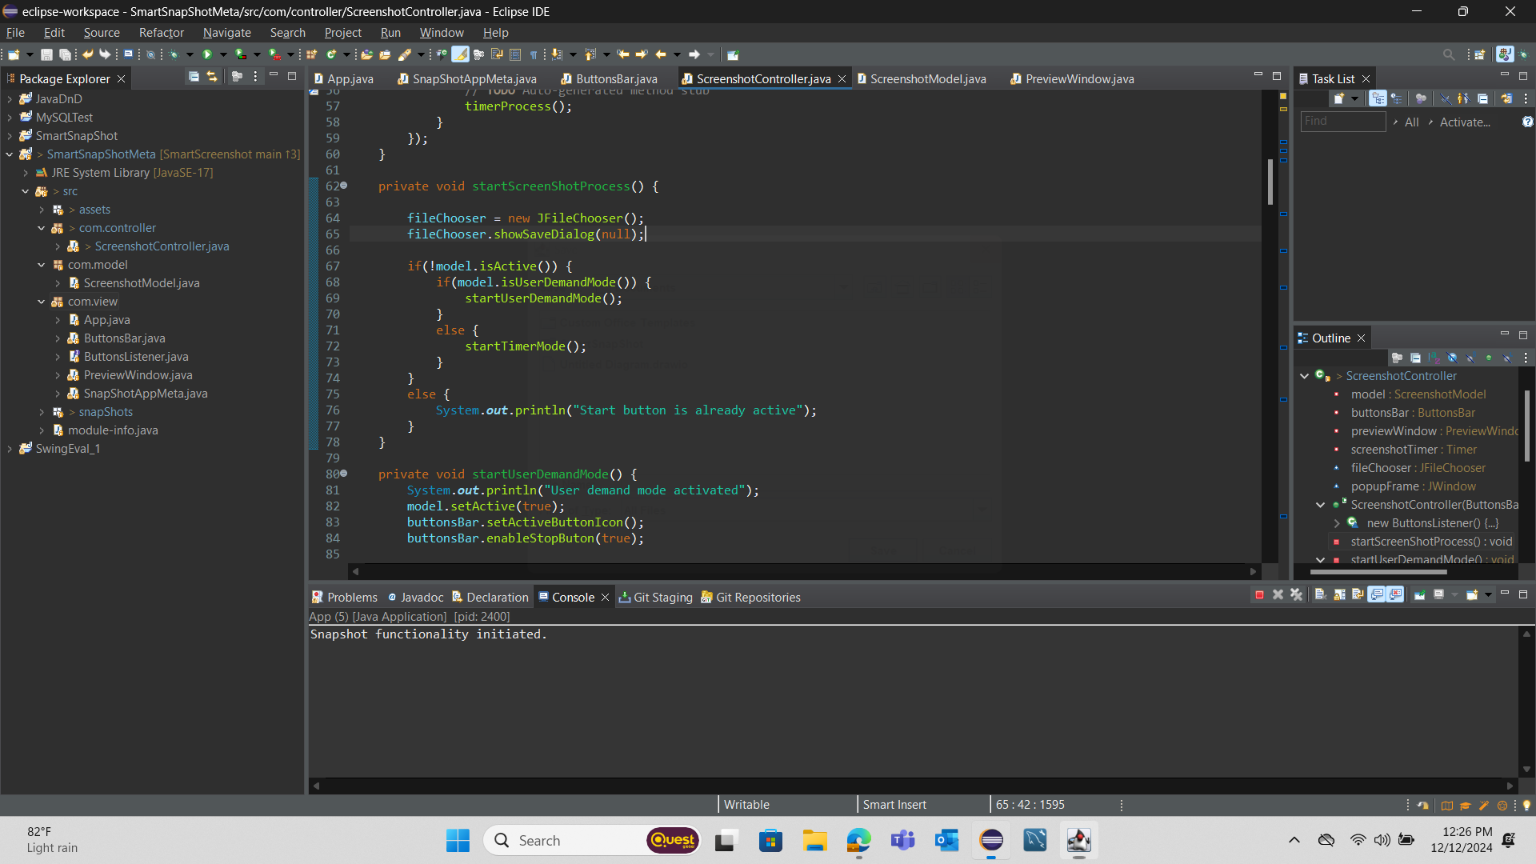 eclipse-workspace - SmartSnapShotMeta/src/com/controller/ScreenshotController.java - Eclipse IDE
File Edit Source Refactor Navigate Search Project Run Window Help
Package Explorer
App.java SnapShotAppMeta.java ButtonsBar.java ScreenshotController.java ScreenshotModel.java PreviewWindow.java
Task List
JavaDnD
MySQLTest
SmartSnapShot
> SmartSnapShotMeta [SmartScreenshot main ↑3]
JRE System Library [JavaSE-17]
> src
> assets
> com.controller
> ScreenshotController.java
com.model
ScreenshotModel.java
com.view
App.java
ButtonsBar.java
ButtonsListener.java
PreviewWindow.java
SnapShotAppMeta.java
> snapShots
module-info.java
SwingEval_1
56 // TODO Auto-generated method stub
57 timerProcess();
58 }
59 });
60 }
61
62 private void startScreenShotProcess() {
63
64 fileChooser = new JFileChooser();
65 fileChooser.showSaveDialog(null);
66
67 if(!model.isActive()) {
68 if(model.isUserDemandMode()) {
69 startUserDemandMode();
70 }
71 else {
72 startTimerMode();
73 }
74 }
75 else {
76 System.out.println("Start button is already active");
77 }
78 }
79
80 private void startUserDemandMode() {
81 System.out.println("User demand mode activated");
82 model.setActive(true);
83 buttonsBar.setActiveButtonIcon();
84 buttonsBar.enableStopButon(true);
85
Find All Activate...
Outline
> ScreenshotController
model : ScreenshotModel
buttonsBar : ButtonsBar
previewWindow : PreviewWindo
screenshotTimer : Timer
fileChooser : JFileChooser
popupFrame : JWindow
ScreenshotController(ButtonsBa
new ButtonsListener() {...}
startScreenShotProcess() : void
startUserDemandMode() : void
Problems Javadoc Declaration Console Git Staging Git Repositories
App (5) [Java Application] [pid: 2400]
Snapshot functionality initiated.
Writable Smart Insert 65 : 42 : 1595
82°F
Light rain
Search
Quest
12:26 PM
12/12/2024